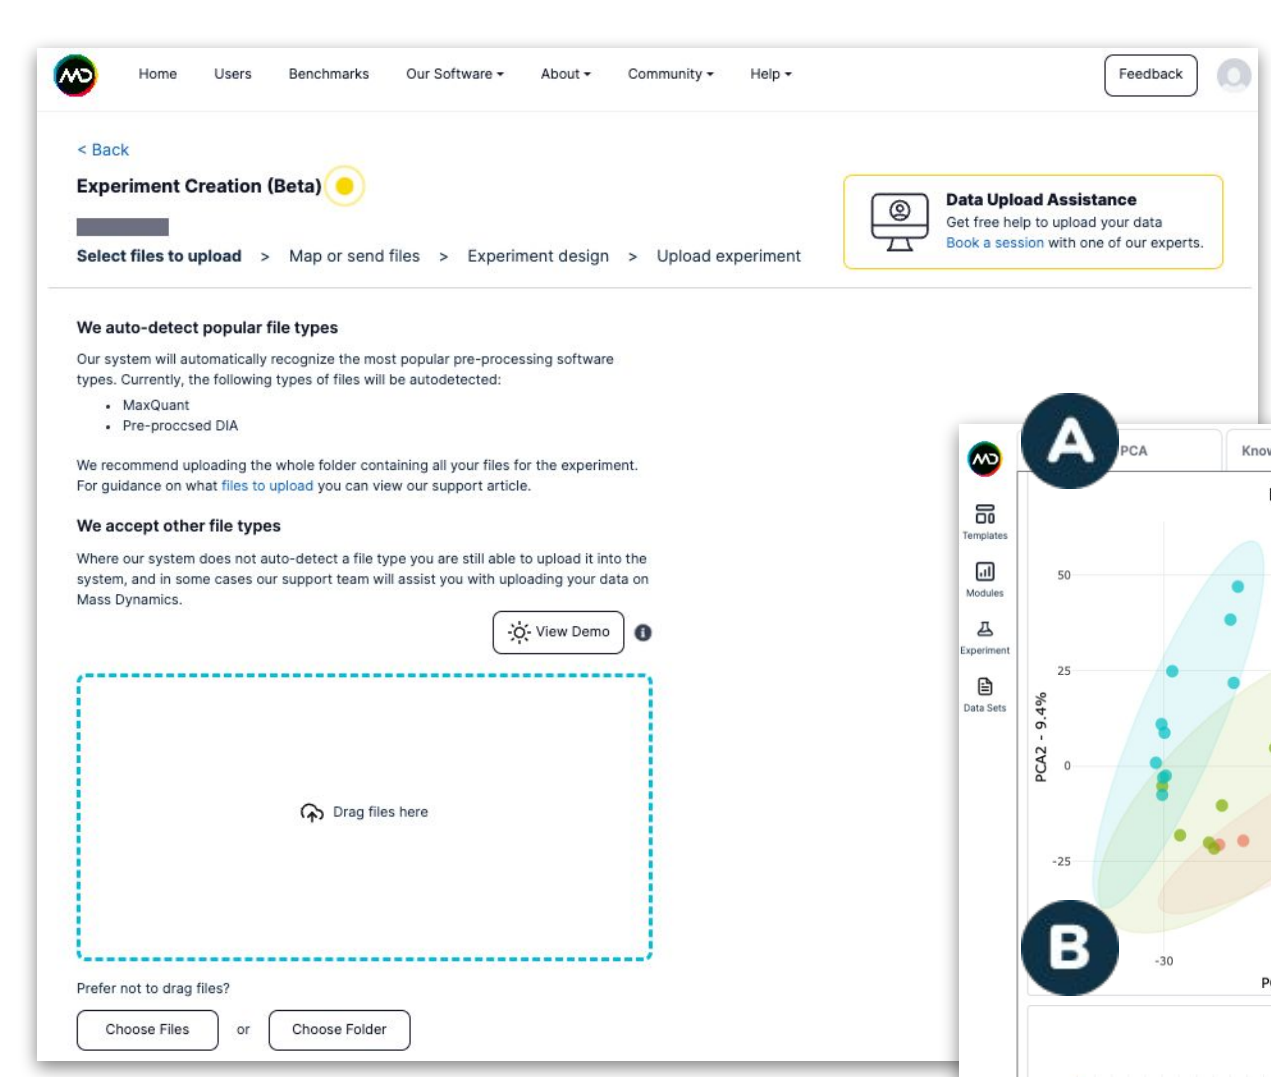 MD
Home Users Benchmarks Our Software About Community Help Feedback
< Back
Experiment Creation (Beta)
Select files to upload > Map or send files > Experiment design > Upload experiment
Data Upload Assistance
Get free help to upload your data
Book a session with one of our experts.
We auto-detect popular file types
Our system will automatically recognize the most popular pre-processing software
types. Currently, the following types of files will be autodetected:
• MaxQuant
• Pre-proccsed DIA
We recommend uploading the whole folder containing all your files for the experiment.
For guidance on what files to upload you can view our support article.
We accept other file types
Where our system does not auto-detect a file type you are still able to upload it into the
system, and in some cases our support team will assist you with uploading your data on
Mass Dynamics.
View Demo
Drag files here
Prefer not to drag files?
Choose Files or Choose Folder
MD
A
PCA
Templates
Modules
Experiment
Data Sets
50
25
0
-25
PCA2 - 9.4%
-30
B